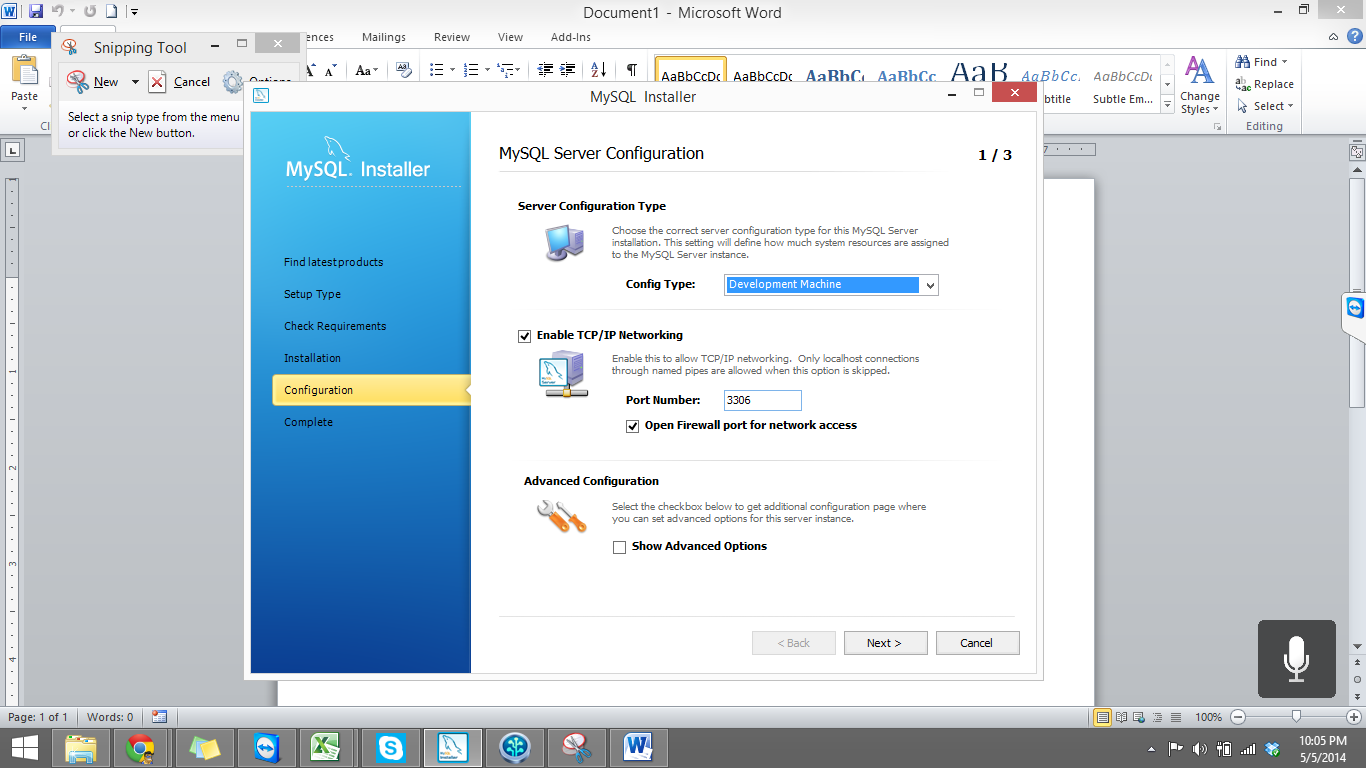 Document1 - Microsoft Word
File
ences
Mailings
Review
View
Add-Ins
Snipping Tool
New
Cancel
Options
Select a snip type from the menu
or click the New button.
Paste
Aa
AaBbCcDc
AaBbCcDc
AaBbC
AaBbCc
AaB
AaBbCc.
AaBbCcD
btitle
Subtle Em...
Change
Styles
Find
Replace
Select
Editing
MySQL Installer
MySQL Installer
Find latest products
Setup Type
Check Requirements
Installation
Configuration
Complete
MySQL Server Configuration
1 / 3
Server Configuration Type
Choose the correct server configuration type for this MySQL Server
installation. This setting will define how much system resources are assigned
to the MySQL Server instance.
Config Type:
Development Machine
Enable TCP/IP Networking
Enable this to allow TCP/IP networking. Only localhost connections
through named pipes are allowed when this option is skipped.
Port Number:
3306
Open Firewall port for network access
Advanced Configuration
Select the checkbox below to get additional configuration page where
you can set advanced options for this server instance.
Show Advanced Options
< Back
Next >
Cancel
Page: 1 of 1
Words: 0
100%
10:05 PM
5/5/2014